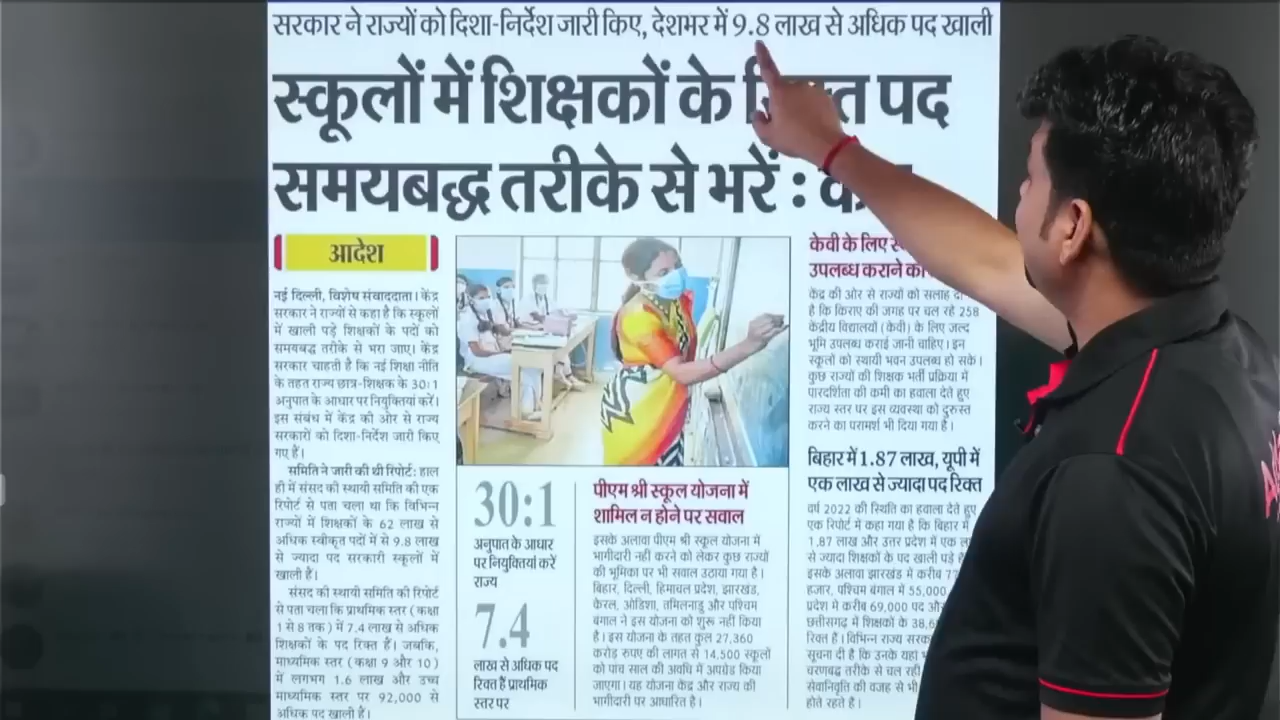 सरकार ने राज्यों को दिशा-निर्देश जारी किए, देशभर में 9.8 लाख से अधिक पद खाली
स्कूलों में शिक्षकों के पद
समयबद्ध तरीके से भरें :
आदेश
नई दिल्ली, विशेष संवाददाता। केंद्र
सरकार ने राज्यों से कहा है कि स्कूलों
में खाली पड़े शिक्षकों के पदों को
समयबद्ध तरीके से भरा जाए। केंद्र
सरकार चाहती है कि नई शिक्षा नीति
के तहत राज्य छात्र-शिक्षक के 30:1
अनुपात के आधार पर नियुक्तियां करें।
इस संबंध में केंद्र की ओर से राज्य
सरकारों को दिशा-निर्देश जारी किए
गए हैं।
समिति ने जारी की थी रिपोर्ट: हाल
ही में संसद की स्थायी समिति की एक
रिपोर्ट से पता चला था कि विभिन्न
राज्यों में शिक्षकों के 62 लाख से
अधिक स्वीकृत पदों में से 9.8 लाख
से ज्यादा पद सरकारी स्कूलों में
खाली हैं।
संसद की स्थायी समिति की रिपोर्ट
से पता चला कि प्राथमिक स्तर (कक्षा
1 से 8 तक) में 7.4 लाख से अधिक
शिक्षकों के पद रिक्त हैं। जबकि,
माध्यमिक स्तर (कक्षा 9 और 10)
में लगभग 1.6 लाख और उच्च
माध्यमिक स्तर पर 92,000 से
अधिक पद खाली हैं।
30:1
अनुपात के आधार
पर नियुक्तियां करें
राज्य
7.4
लाख से अधिक पद
रिक्त हैं प्राथमिक
स्तर पर
पीएम श्री स्कूल योजना में
शामिल न होने पर सवाल
इसके अलावा पीएम श्री स्कूल योजना में
भागीदारी नहीं करने को लेकर कुछ राज्यों
की भूमिका पर भी सवाल उठाया गया है।
बिहार, दिल्ली, हिमाचल प्रदेश, झारखंड,
केरल, ओडिशा, तमिलनाडु और पश्चिम
बंगाल ने इस योजना को शुरू नहीं किया
है। इस योजना के तहत कुल 27,360
करोड़ रुपए की लागत से 14,500 स्कूलों
को पांच साल की अवधि में अपग्रेड किया
जाएगा। यह योजना केंद्र और राज्य की
भागीदारी पर आधारित है।
केवी के लिए
उपलब्ध कराने
केंद्र की ओर से राज्यों को सलाह
है कि किराए की जगह पर चल रहे 258
केंद्रीय विद्यालयों (केवी) के लिए जल्द
भूमि उपलब्ध कराई जानी चाहिए। इन
स्कूलों को स्थायी भवन उपलब्ध हो सके।
कुछ राज्यों की शिक्षक भर्ती प्रक्रिया में
पारदर्शिता की कमी का हवाला देते हुए
राज्य स्तर पर इस व्यवस्था को दुरुस्त
करने का परामर्श भी दिया गया है।
बिहार में 1.87 लाख, यूपी में
एक लाख से ज्यादा पद रिक्त
वर्ष 2022 की स्थिति का हवाला देते हुए
एक रिपोर्ट में कहा गया है कि बिहार में
1.87 लाख और उत्तर प्रदेश में एक
से ज्यादा शिक्षकों के पद खाली पड़े
इसके अलावा झारखंड में करीब
हजार, पश्चिम बंगाल में 55,000
प्रदेश में करीब 69,000 पद
छत्तीसगढ़ में शिक्षकों के
रिक्त हैं। विभिन्न राज्य
सूचना दी है कि उनके यहां
चरणबद्ध तरीके से चल रही
सेवानिवृति की वजह से भी
होते रहते हैं।